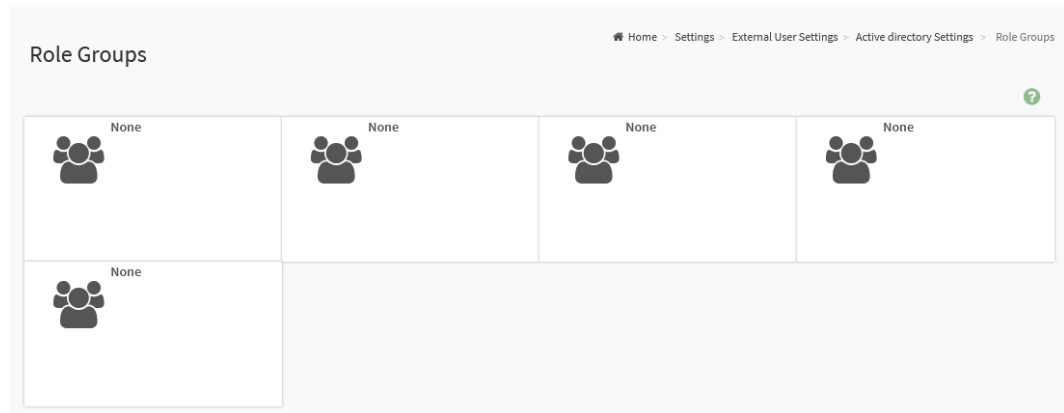 Home > Settings > External User Settings > Active directory Settings > Role Groups
Role Groups
?
None None None None
None